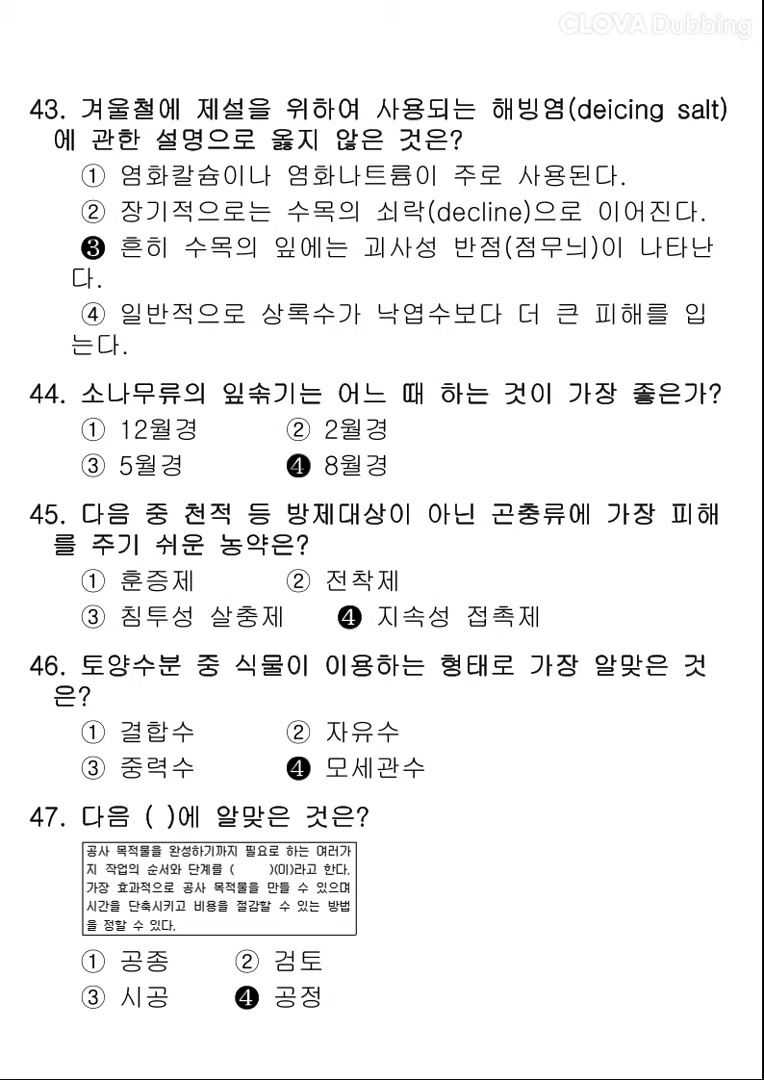 CLOVA Dubbing
43. 겨울철에 제설을 위하여 사용되는 해빙염(deicing salt)
에 관한 설명으로 옳지 않은 것은?
① 염화칼슘이나 염화나트륨이 주로 사용된다.
② 장기적으로는 수목의 쇠락(decline)으로 이어진다.
❸ 흔히 수목의 잎에는 괴사성 반점(점무늬)이 나타난
다.
④ 일반적으로 상록수가 낙엽수보다 더 큰 피해를 입
는다.
44. 소나무류의 잎솎기는 어느 때 하는 것이 가장 좋은가?
① 12월경 ② 2월경
③ 5월경 ❹ 8월경
45. 다음 중 천적 등 방제대상이 아닌 곤충류에 가장 피해
를 주기 쉬운 농약은?
① 훈증제 ② 전착제
③ 침투성 살충제 ❹ 지속성 접촉제
46. 토양수분 중 식물이 이용하는 형태로 가장 알맞은 것
은?
① 결합수 ② 자유수
③ 중력수 ❹ 모세관수
47. 다음 ( )에 알맞은 것은?
공사 목적물을 완성하기까지 필요로 하는 여러가
지 작업의 순서와 단계를 ( )(이)라고 한다.
가장 효과적으로 공사 목적물을 만들 수 있으며
시간을 단축시키고 비용을 절감할 수 있는 방법
을 정할 수 있다.
① 공종 ② 검토
③ 시공 ❹ 공정